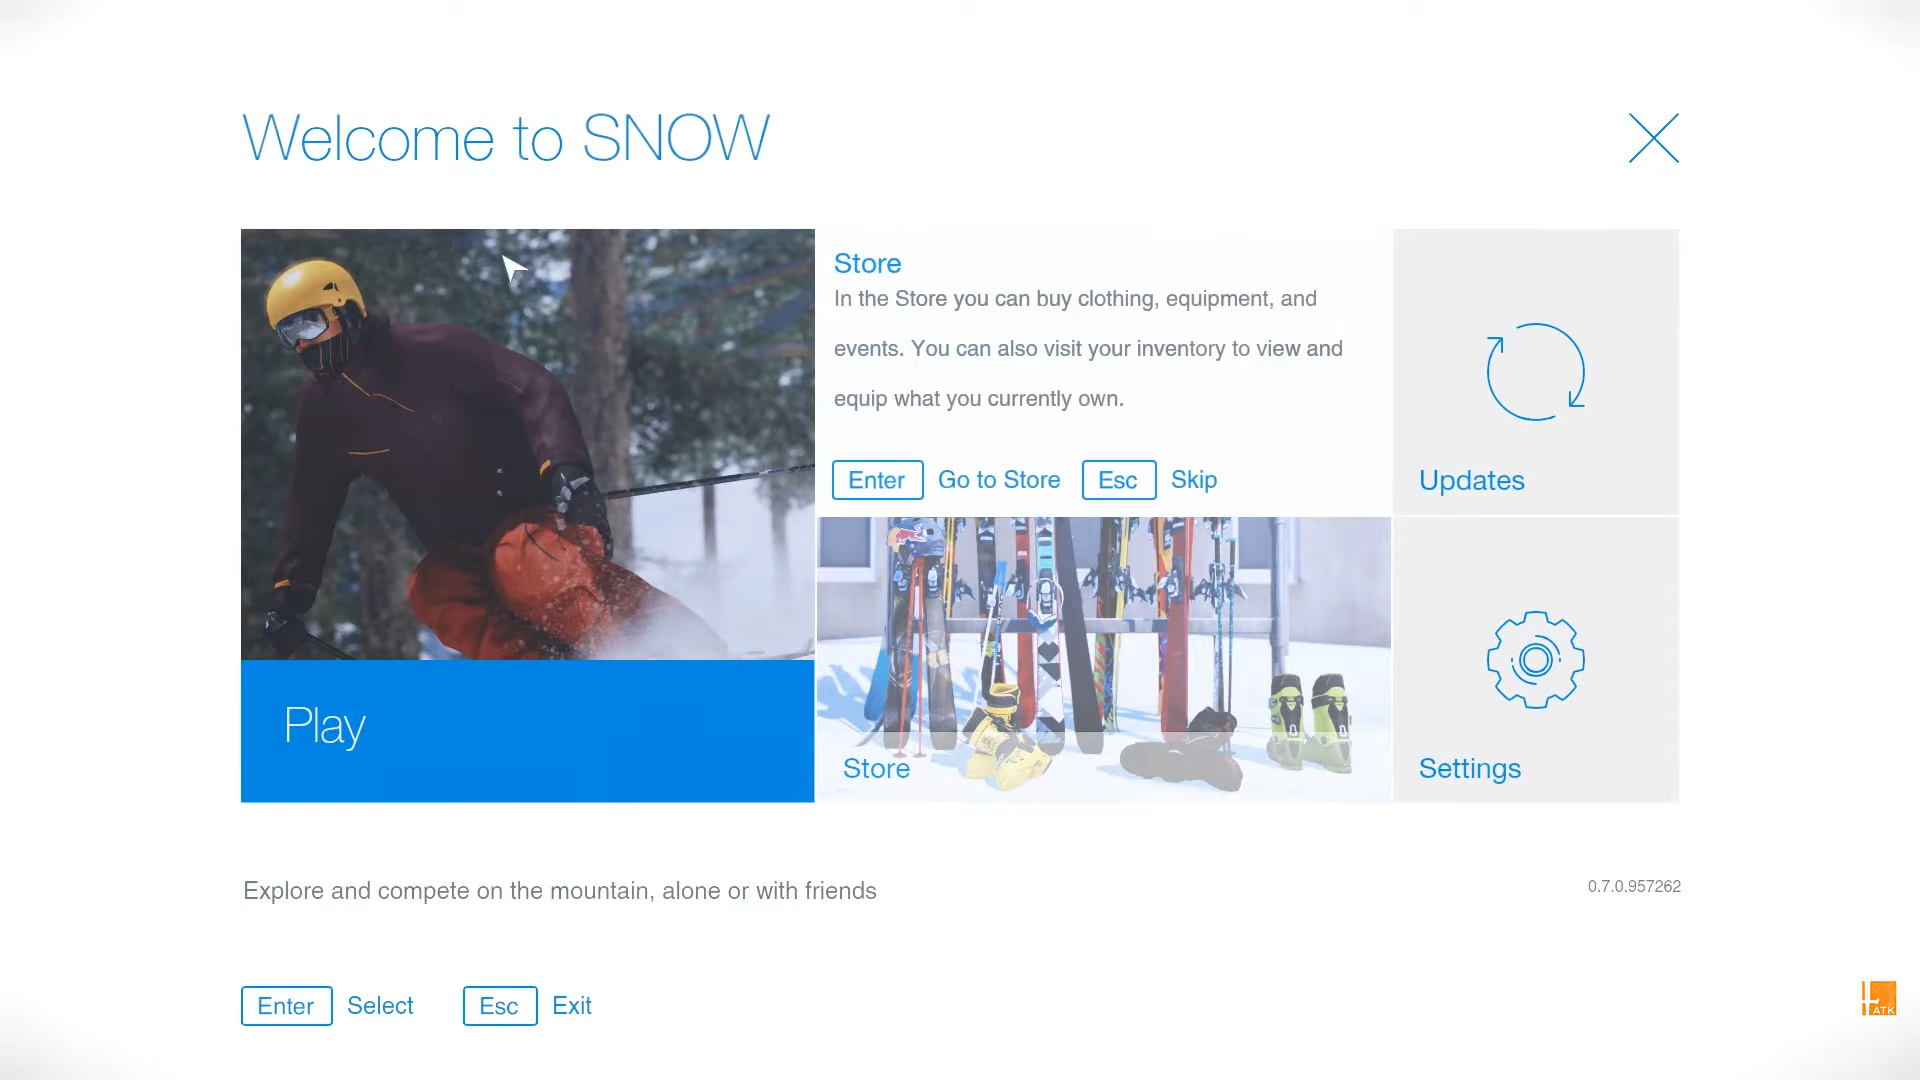 Welcome to SNOW
Store
In the Store you can buy clothing, equipment, and
events. You can also visit your inventory to view and
equip what you currently own.
Enter Go to Store Esc Skip
Updates
Play
Store
Settings
Explore and compete on the mountain, alone or with friends
0.7.0.957262
Enter Select Esc Exit
ATK